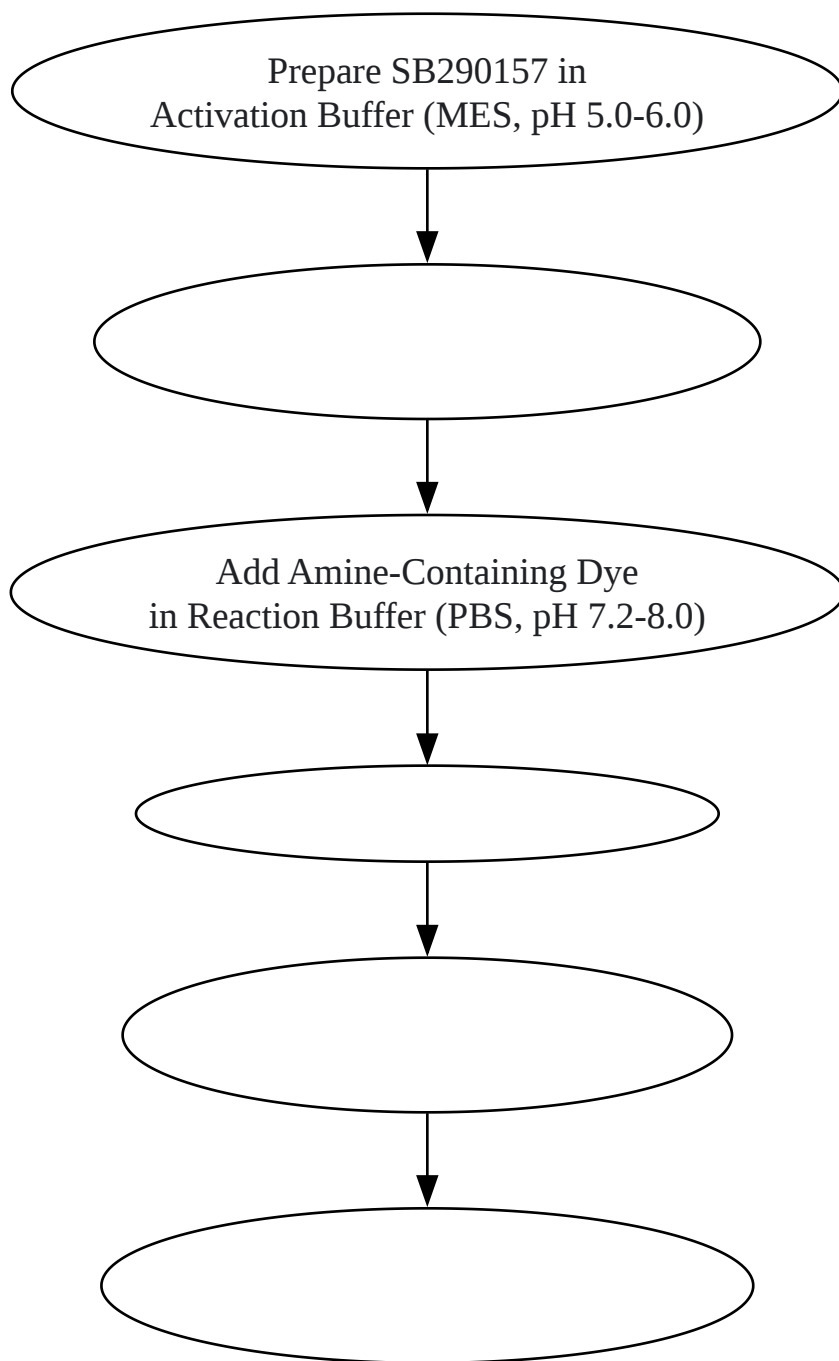 Prepare SB290157 in
Activation Buffer (MES, pH 5.0-6.0)
Add Amine-Containing Dye
in Reaction Buffer (PBS, pH 7.2-8.0)